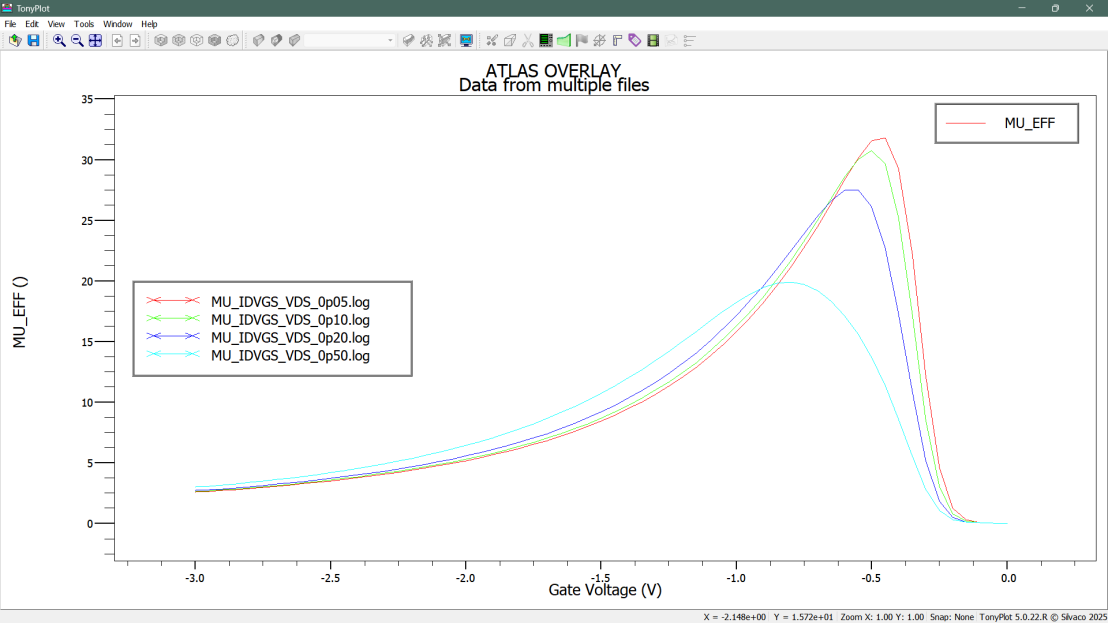 TonyPlot
File Edit View Tools Window Help
ATLAS OVERLAY
Data from multiple files
MU_EFF
35
30
25
20
15
10
5
0
MU_EFF ()
MU_IDVGS_VDS_0p05.log
MU_IDVGS_VDS_0p10.log
MU_IDVGS_VDS_0p20.log
MU_IDVGS_VDS_0p50.log
-3.0 -2.5 -2.0 -1.5 -1.0 -0.5 0.0
Gate Voltage (V)
X = -2.148e+00 Y = 1.572e+01 Zoom X: 1.00 Y: 1.00 Snap: None TonyPlot 5.0.22.R © Silvaco 2025